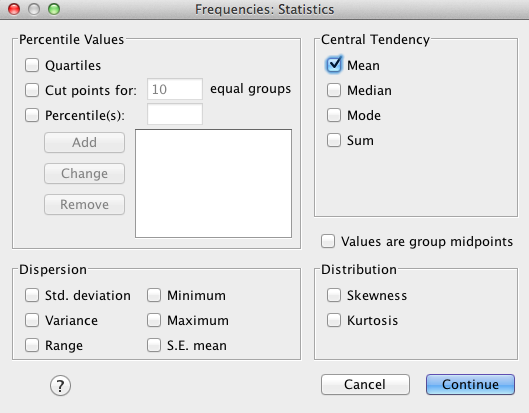 Frequencies: Statistics
Percentile Values
Quartiles
Cut points for: 10 equal groups
Percentile(s):
Add
Change
Remove
Central Tendency
Mean
Median
Mode
Sum
Values are group midpoints
Dispersion
Std. deviation Minimum
Variance Maximum
Range S.E. mean
Distribution
Skewness
Kurtosis
? Cancel Continue